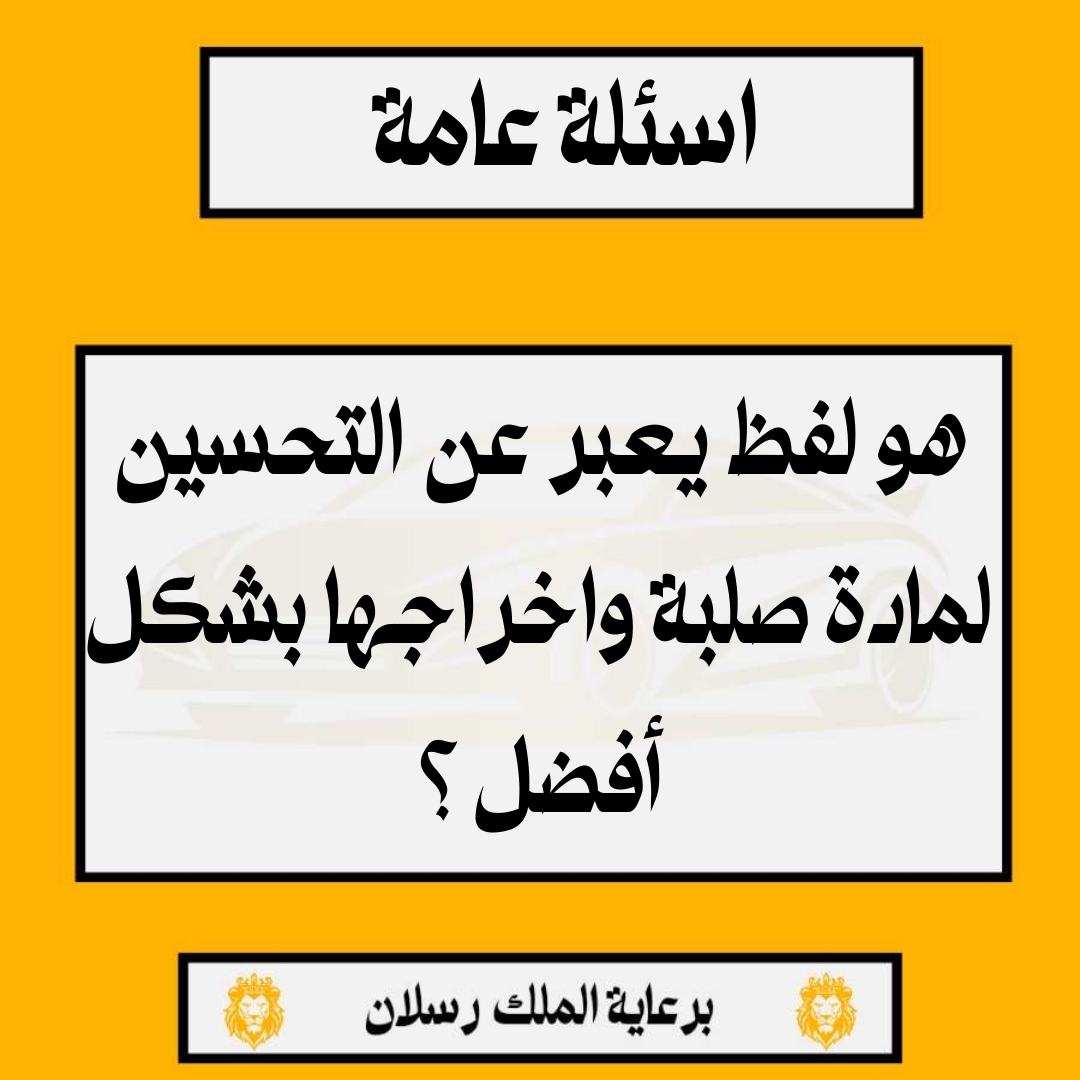 اسئلة عامة
هو لفظ يعبر عن التحسين
لمادة صلبة واخراجها بشكل
أفضل ؟
برعاية الملك رسلان